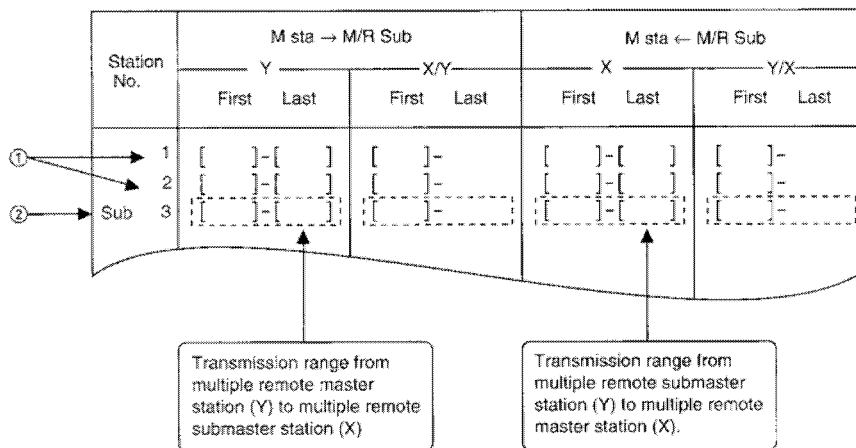 Station
No.
M sta → M/R Sub
M sta ← M/R Sub
Y
X/Y
X
Y/X
First Last
First Last
First Last
First Last
① 1 [ ]-[ ] [ ]- [ ]-[ ] [ ]-
2 [ ]-[ ] [ ]- [ ]-[ ] [ ]-
② Sub 3 [ ]-[ ] [ ]- [ ]-[ ] [ ]-
Transmission range from
multiple remote master
station (Y) to multiple remote
submaster station (X)
Transmission range from
multiple remote submaster
station (Y) to multiple remote
master station (X).